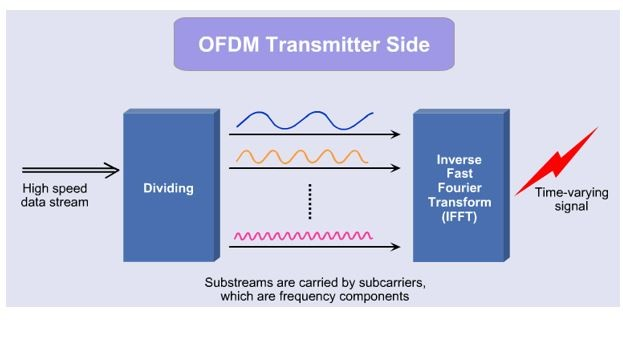 OFDM Transmitter Side
High speed
data stream
Dividing
Inverse
Fast
Fourier
Transform
(IFFT)
Time-varying
signal
Substreams are carried by subcarriers,
which are frequency components